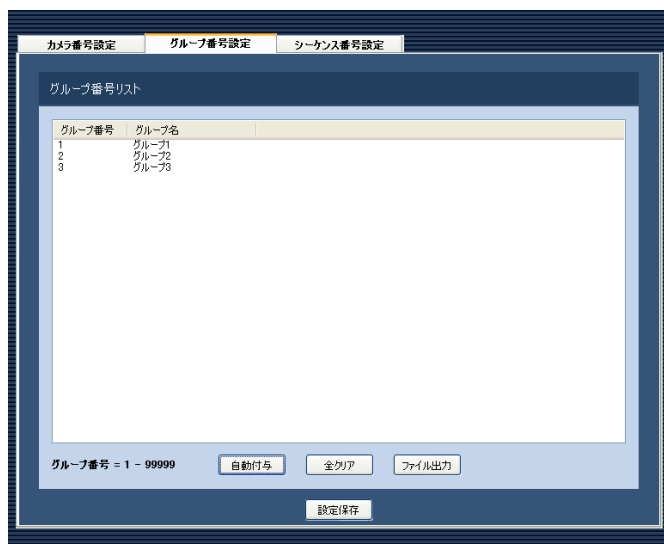 カメラ番号設定 グループ番号設定 シーケンス番号設定
グループ番号リスト
グループ番号 グループ名
1 グループ1
2 グループ2
3 グループ3
グループ番号 = 1 - 99999 自動付与 全クリア ファイル出力
設定保存